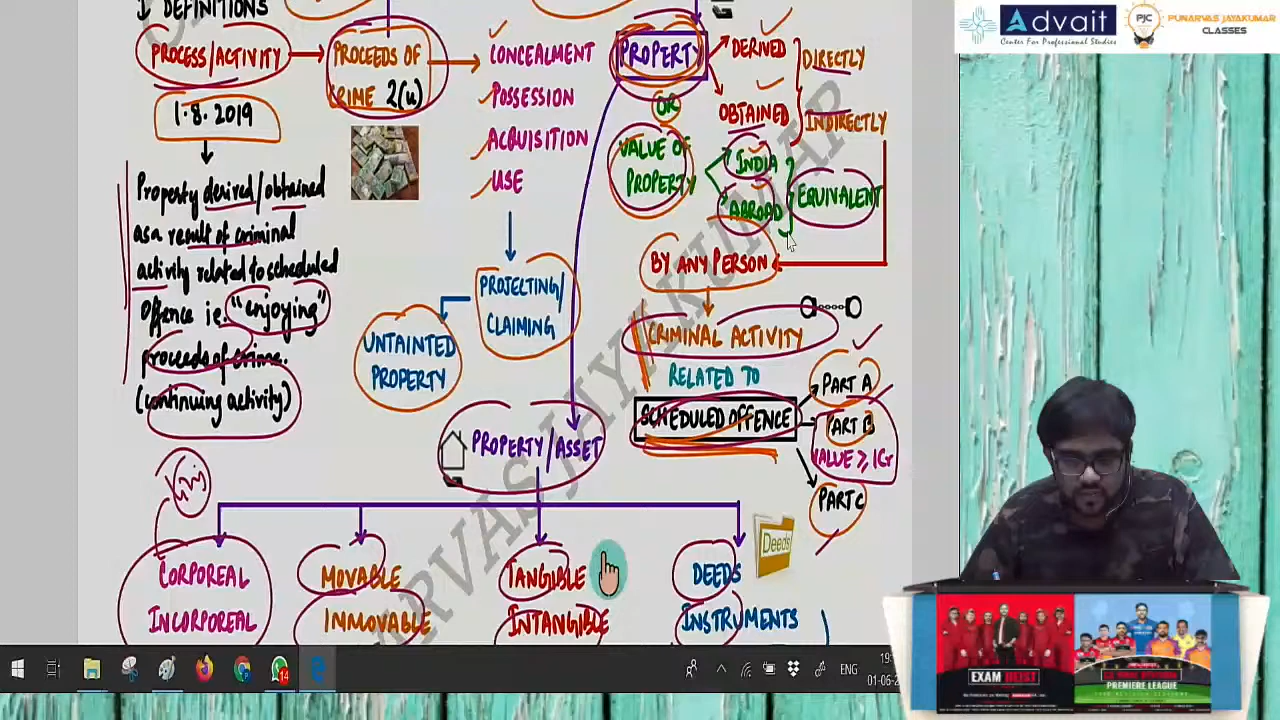 1 DEFINITIONS
PROCESS/ACTIVITY
PROCEEDS OF
CRIME 2(u)
CONCEALMENT
POSSESSION
ACQUISITION
USE
PROJECTING/
CLAIMING
UNTAINTED
PROPERTY
1.8.2019
Property derived/obtained
as a result of criminal
activity related to scheduled
offence i.e. "enjoying"
proceeds of crime.
(continuing activity)
PROPERTY
OR
VALUE OF
PROPERTY
DERIVED
OBTAINED
DIRECTLY
INDIRECTLY
INDIA
ABROAD
EQUIVALENT
BY ANY PERSON
CRIMINAL ACTIVITY
RELATED TO
SCHEDULED OFFENCE
PART A
PART B
VALUE ≥ 1Cr
PART C
PROPERTY/ASSET
CORPOREAL
INCORPOREAL
MOVABLE
IMMOVABLE
TANGIBLE
INTANGIBLE
DEEDS
INSTRUMENTS
Deeds
Advait
Center For Professional Studies
PJC
PUNARVAS JAYAKUMAR
CLASSES
EXAM HEIST
PREMIERE LEAGUE
ENG